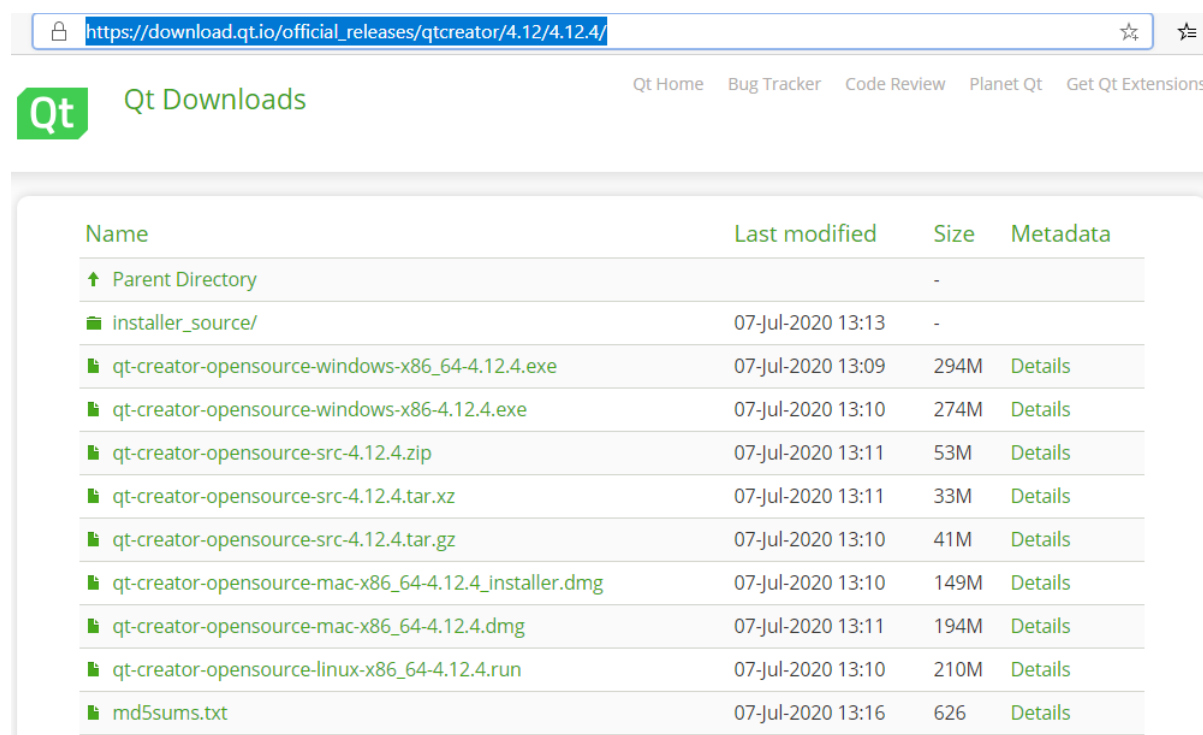 https://download.qt.io/official_releases/qtcreator/4.12/4.12.4/
Qt
Qt Downloads
Qt Home Bug Tracker Code Review Planet Qt Get Qt Extensions
Name Last modified Size Metadata
Parent Directory -
installer_source/ 07-Jul-2020 13:13 -
qt-creator-opensource-windows-x86_64-4.12.4.exe 07-Jul-2020 13:09 294M Details
qt-creator-opensource-windows-x86-4.12.4.exe 07-Jul-2020 13:10 274M Details
qt-creator-opensource-src-4.12.4.zip 07-Jul-2020 13:11 53M Details
qt-creator-opensource-src-4.12.4.tar.xz 07-Jul-2020 13:11 33M Details
qt-creator-opensource-src-4.12.4.tar.gz 07-Jul-2020 13:10 41M Details
qt-creator-opensource-mac-x86_64-4.12.4_installer.dmg 07-Jul-2020 13:10 149M Details
qt-creator-opensource-mac-x86_64-4.12.4.dmg 07-Jul-2020 13:11 194M Details
qt-creator-opensource-linux-x86_64-4.12.4.run 07-Jul-2020 13:10 210M Details
md5sums.txt 07-Jul-2020 13:16 626 Details